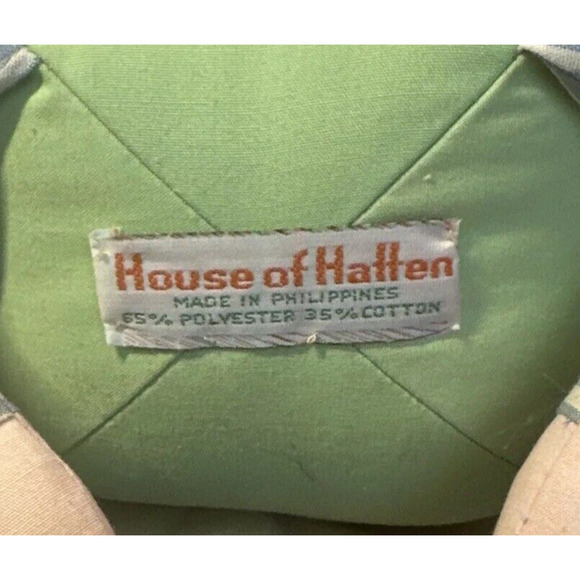 House of Hatten
MADE IN PHILIPPINES
65% POLYESTER 35% COTTON